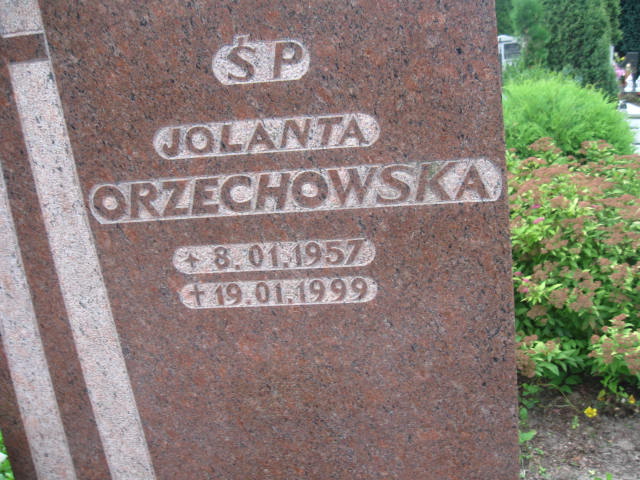 ŚP
JOLANTA
ORZECHOWSKA
✦ 8.01.1957
✝ 19.01.1999